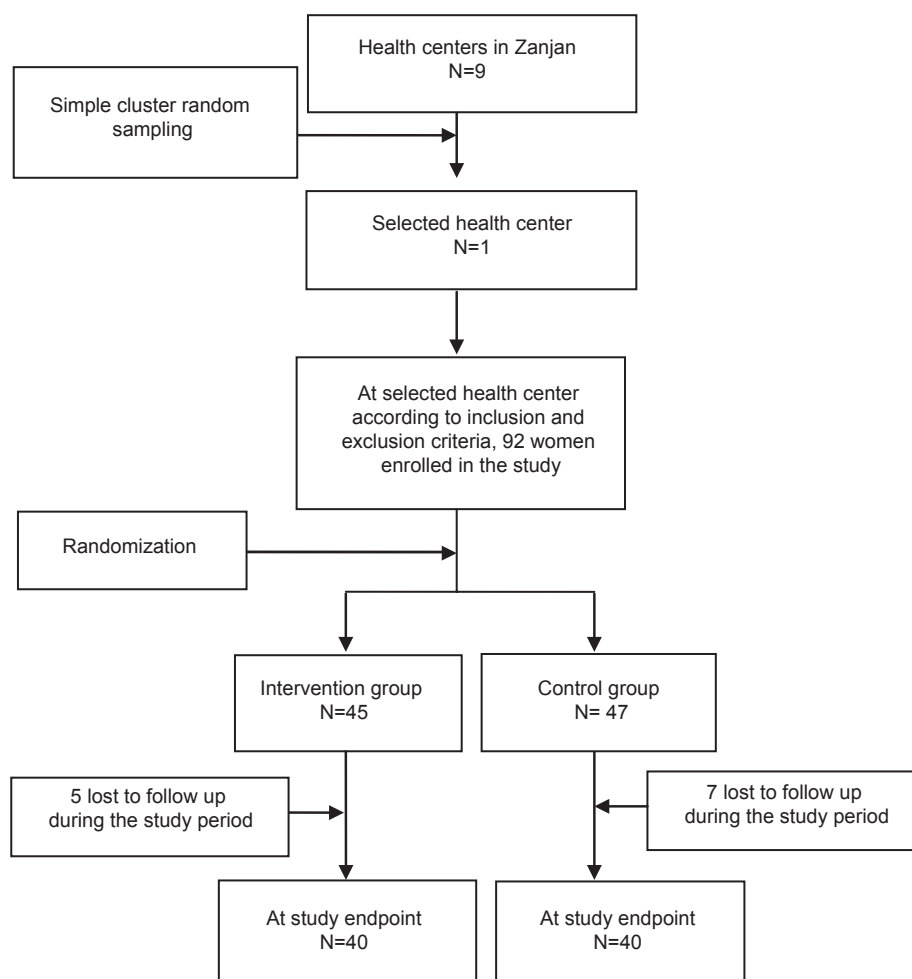 Health centers in Zanjan
N=9
Simple cluster random
sampling
Selected health center
N=1
At selected health center
according to inclusion and
exclusion criteria, 92 women
enrolled in the study
Randomization
Intervention group
N=45
Control group
N= 47
5 lost to follow up
during the study period
7 lost to follow up
during the study period
At study endpoint
N=40
At study endpoint
N=40